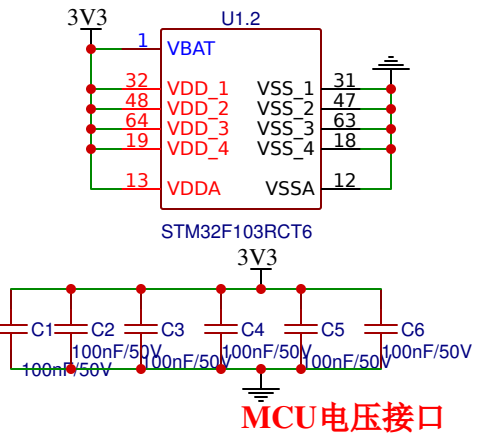 3V3
U1.2
1 VBAT
32 VDD_1 VSS_1 31
48 VDD_2 VSS_2 47
64 VDD_3 VSS_3 63
19 VDD_4 VSS_4 18
13 VDDA VSSA 12
STM32F103RCT6
3V3
C1 C2 C3 C4 C5 C6
100nF/50V 100nF/50V 100nF/50V 100nF/50V 100nF/50V 100nF/50V
MCU电压接口